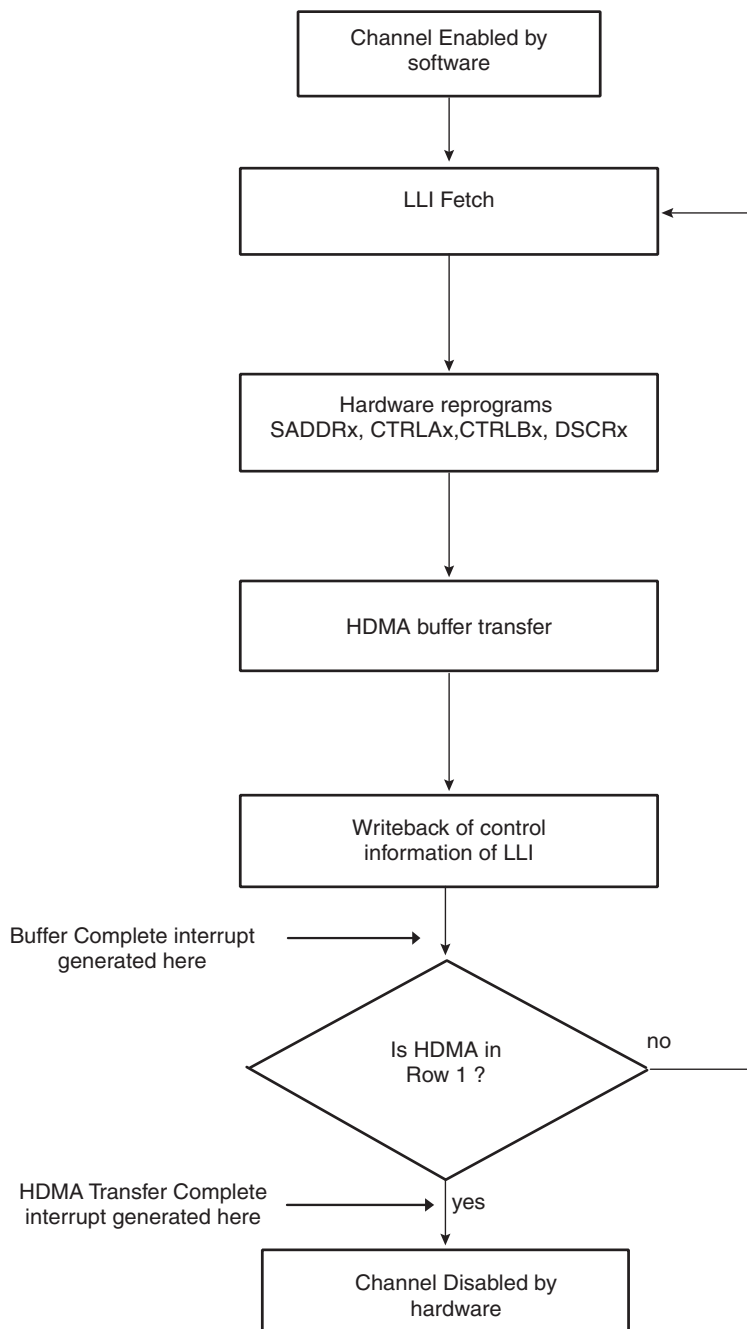 Channel Enabled by
software
LLI Fetch
Hardware reprograms
SADDRx, CTRLAx,CTRLBx, DSCRx
HDMA buffer transfer
Writeback of control
information of LLI
Buffer Complete interrupt
generated here
Is HDMA in
Row 1 ?
no
HDMA Transfer Complete
interrupt generated here
yes
Channel Disabled by
hardware